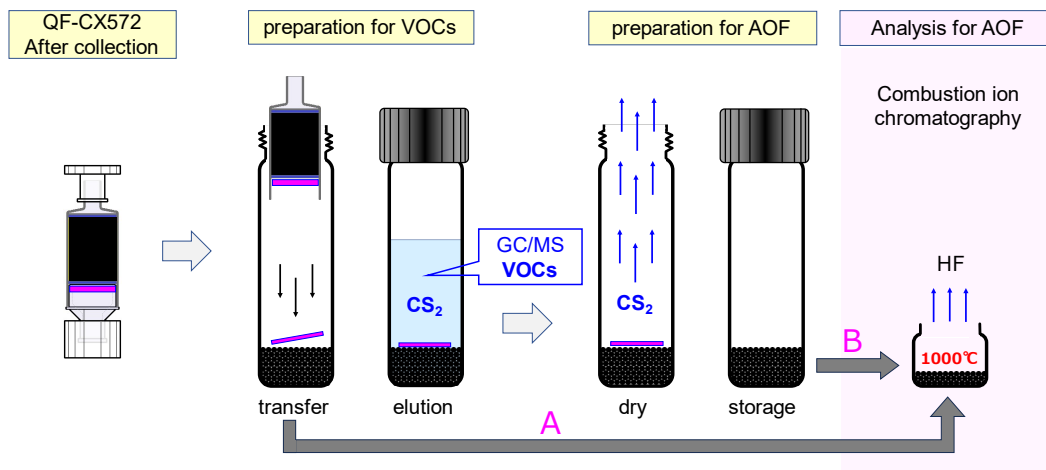 QF-CX572
After collection
preparation for VOCs
preparation for AOF
Analysis for AOF
Combustion ion
chromatography
GC/MS
VOCs
CS₂
CS₂
HF
1000℃
B
transfer
elution
dry
storage
A